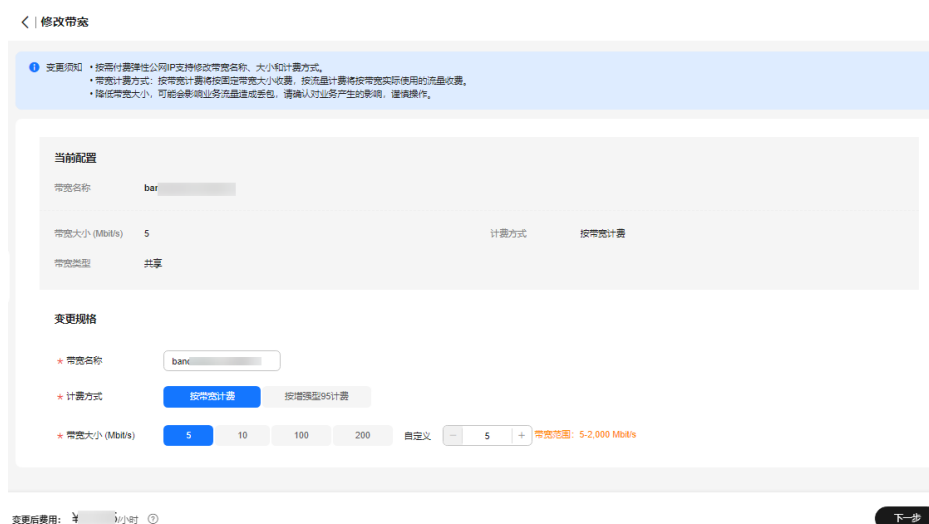 修改带宽
变更须知 • 按需付费弹性公网IP支持修改带宽名称、大小和计费方式。
• 带宽计费方式：按带宽计费将按固定带宽大小收费，按流量计费将按带宽实际使用的流量收费。
• 降低带宽大小，可能会影响业务流量造成丢包，请确认对业务产生的影响，谨慎操作。
当前配置
带宽名称 ban
带宽大小 (Mbit/s) 5 计费方式 按带宽计费
带宽类型 共享
变更规格
* 带宽名称 band
* 计费方式 按带宽计费 按增强型95计费
* 带宽大小 (Mbit/s) 5 10 100 200 自定义 − 5 + 带宽范围：5-2,000 Mbit/s
变更后费用： ¥ /小时 ?
下一步